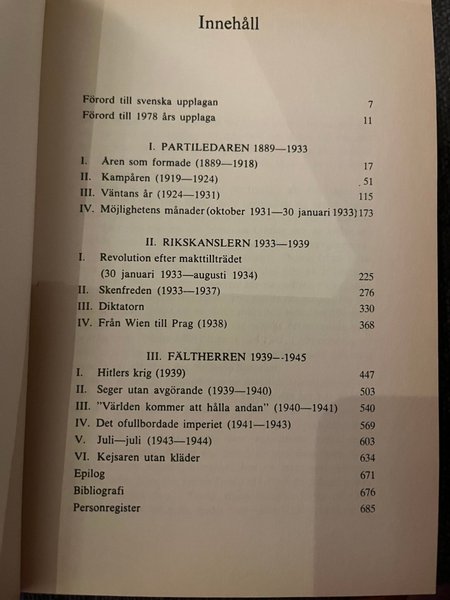 Innehåll
Förord till svenska upplagan 7
Förord till 1978 års upplaga 11
I. PARTILEDAREN 1889—1933
I. Åren som formade (1889—1918) 17
II. Kampåren (1919—1924) 51
III. Väntans år (1924—1931) 115
IV. Möjlighetens månader (oktober 1931—30 januari 1933) 173
II. RIKSKANSLERN 1933—1939
I. Revolution efter makttillträdet
(30 januari 1933—augusti 1934) 225
II. Skenfreden (1933—1937) 276
III. Diktatorn 330
IV. Från Wien till Prag (1938) 368
III. FÄLTHERREN 1939—1945
I. Hitlers krig (1939) 447
II. Seger utan avgörande (1939—1940) 503
III. "Världen kommer att hålla andan" (1940—1941) 540
IV. Det ofullbordade imperiet (1941—1943) 569
V. Juli—juli (1943—1944) 603
VI. Kejsaren utan kläder 634
Epilog 671
Bibliografi 676
Personregister 685